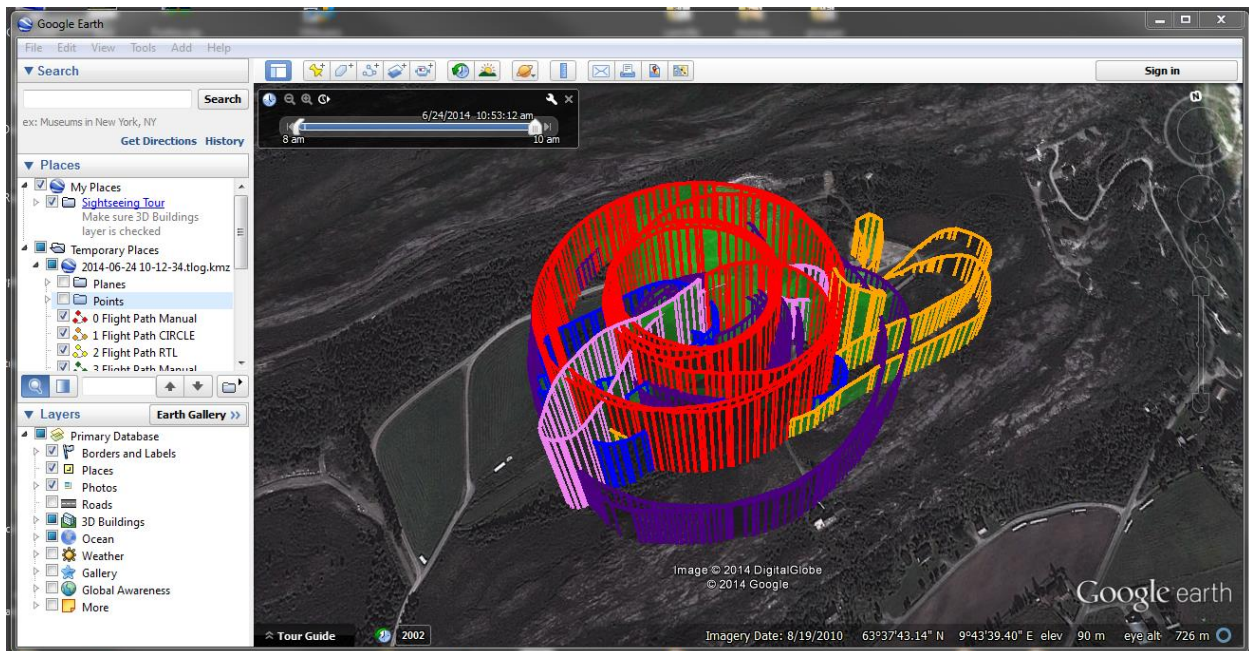 Google Earth
File Edit View Tools Add Help
Search
Search
ex: Museums in New York, NY
Get Directions History
Places
My Places
Sightseeing Tour
Make sure 3D Buildings
layer is checked
Temporary Places
2014-06-24 10-12-34.tlog.kmz
Planes
Points
0 Flight Path Manual
1 Flight Path CIRCLE
2 Flight Path RTL
3 Flight Path Manual
Layers
Earth Gallery >>
Primary Database
Borders and Labels
Places
Photos
Roads
3D Buildings
Ocean
Weather
Gallery
Global Awareness
More
Sign in
6/24/2014 10:53:12 am
8 am 10 am
N
Image © 2014 DigitalGlobe
© 2014 Google
Google earth
Tour Guide
2002
Imagery Date: 8/19/2010 63°37'43.14" N 9°43'39.40" E elev 90 m eye alt 726 m